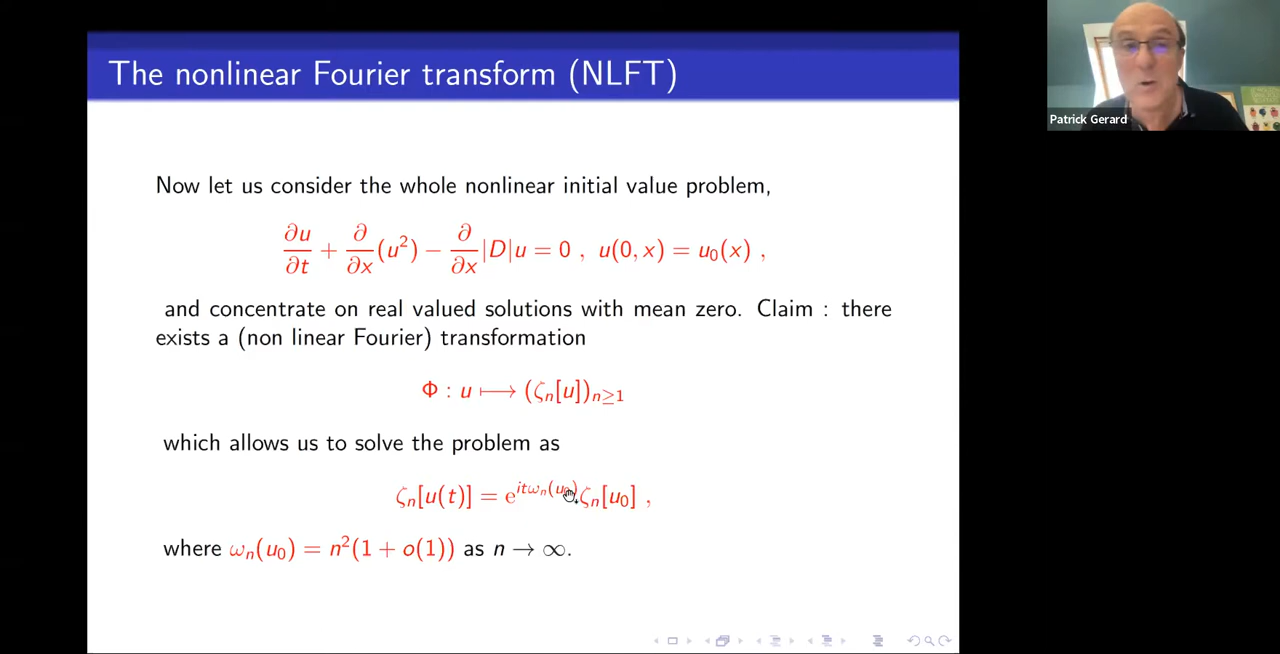 The nonlinear Fourier transform (NLFT)
Patrick Gerard
Now let us consider the whole nonlinear initial value problem,
∂u/∂t + ∂/∂x (u²) − ∂/∂x |D|u = 0 , u(0, x) = u₀(x) ,
and concentrate on real valued solutions with mean zero. Claim : there
exists a (non linear Fourier) transformation
Φ : u ⟼ (ζₙ[u])ₙ≥₁
which allows us to solve the problem as
ζₙ[u(t)] = e^{itωₙ(u₀)} ζₙ[u₀] ,
where ωₙ(u₀) = n²(1 + o(1)) as n → ∞.